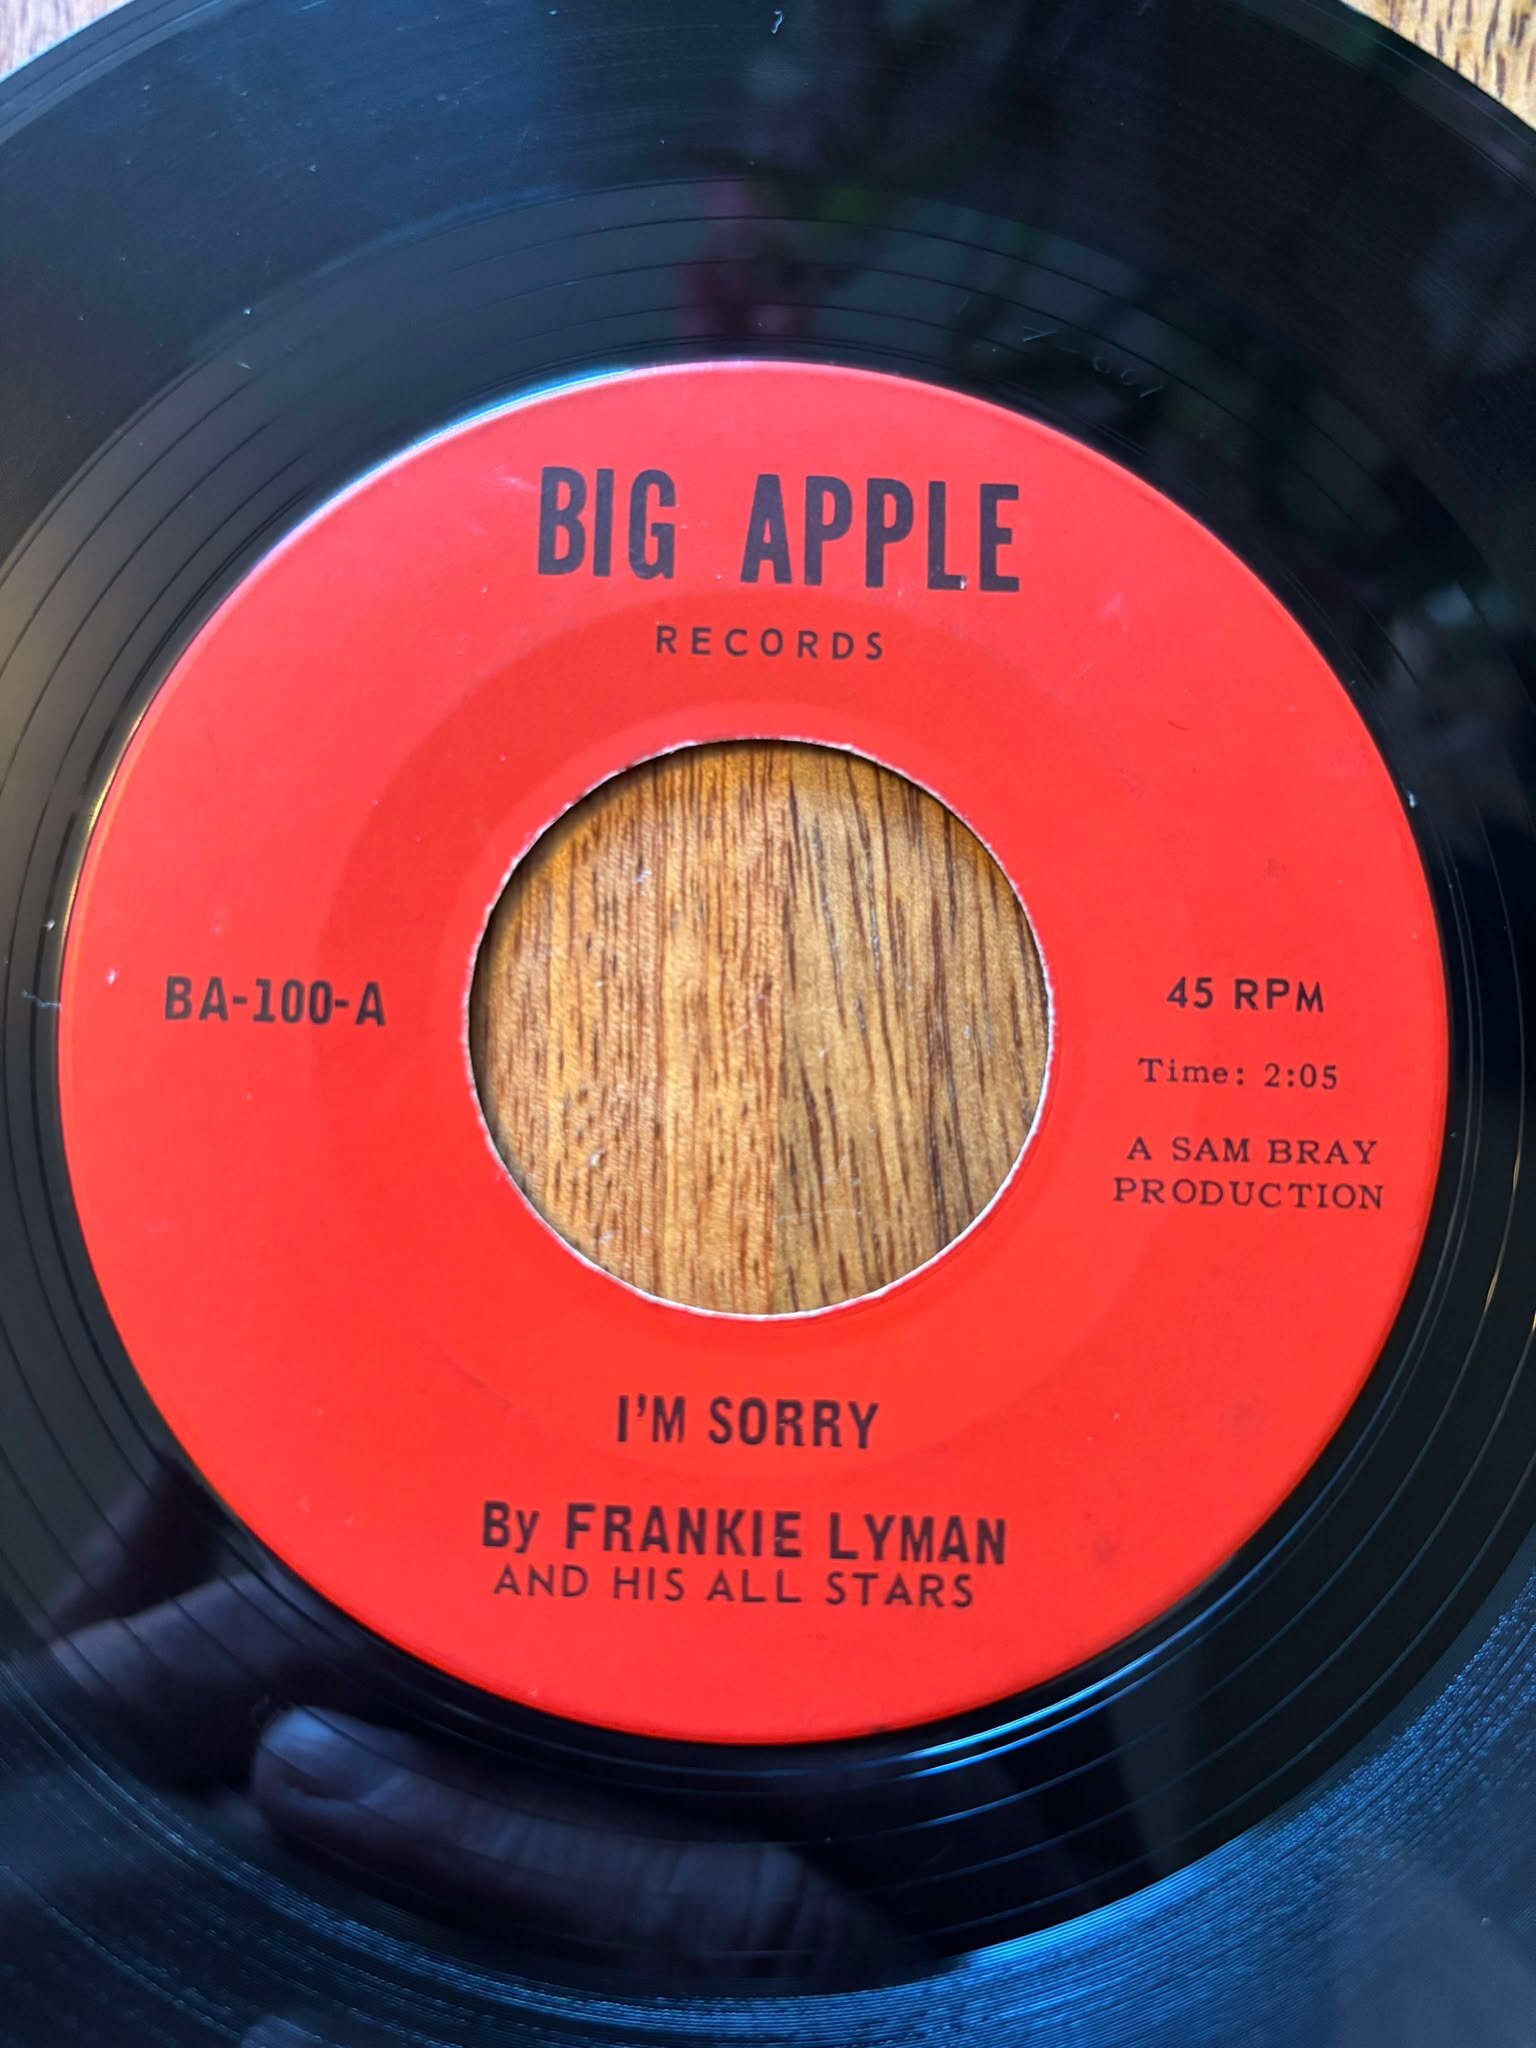 BIG APPLE
RECORDS
BA-100-A
45 RPM
Time: 2:05
A SAM BRAY
PRODUCTION
I'M SORRY
By FRANKIE LYMAN
AND HIS ALL STARS